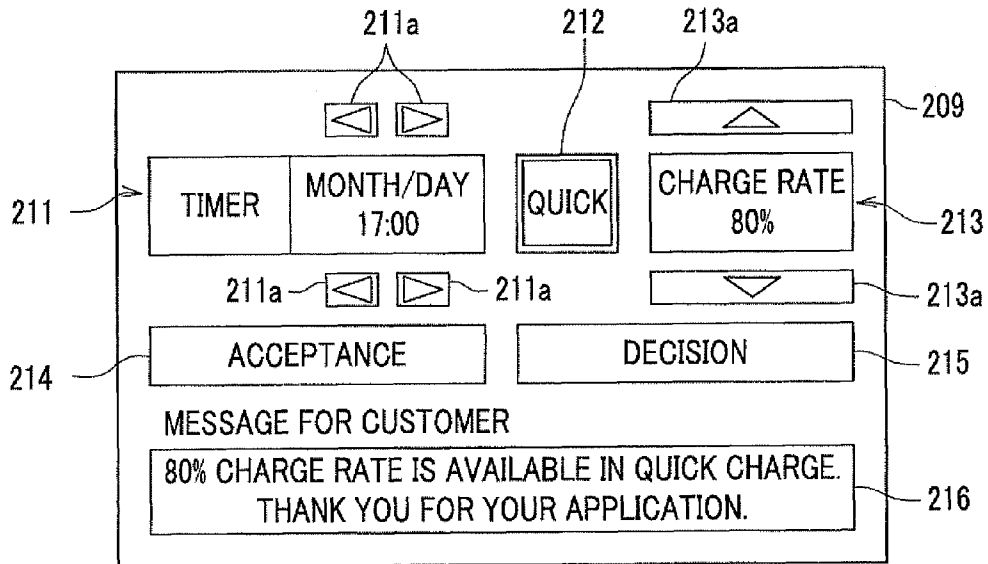 211a 212 213a
209
211 TIMER MONTH/DAY 17:00 QUICK CHARGE RATE 80% 213
211a 211a 213a
214 ACCEPTANCE DECISION 215
MESSAGE FOR CUSTOMER
80% CHARGE RATE IS AVAILABLE IN QUICK CHARGE.
THANK YOU FOR YOUR APPLICATION.
216